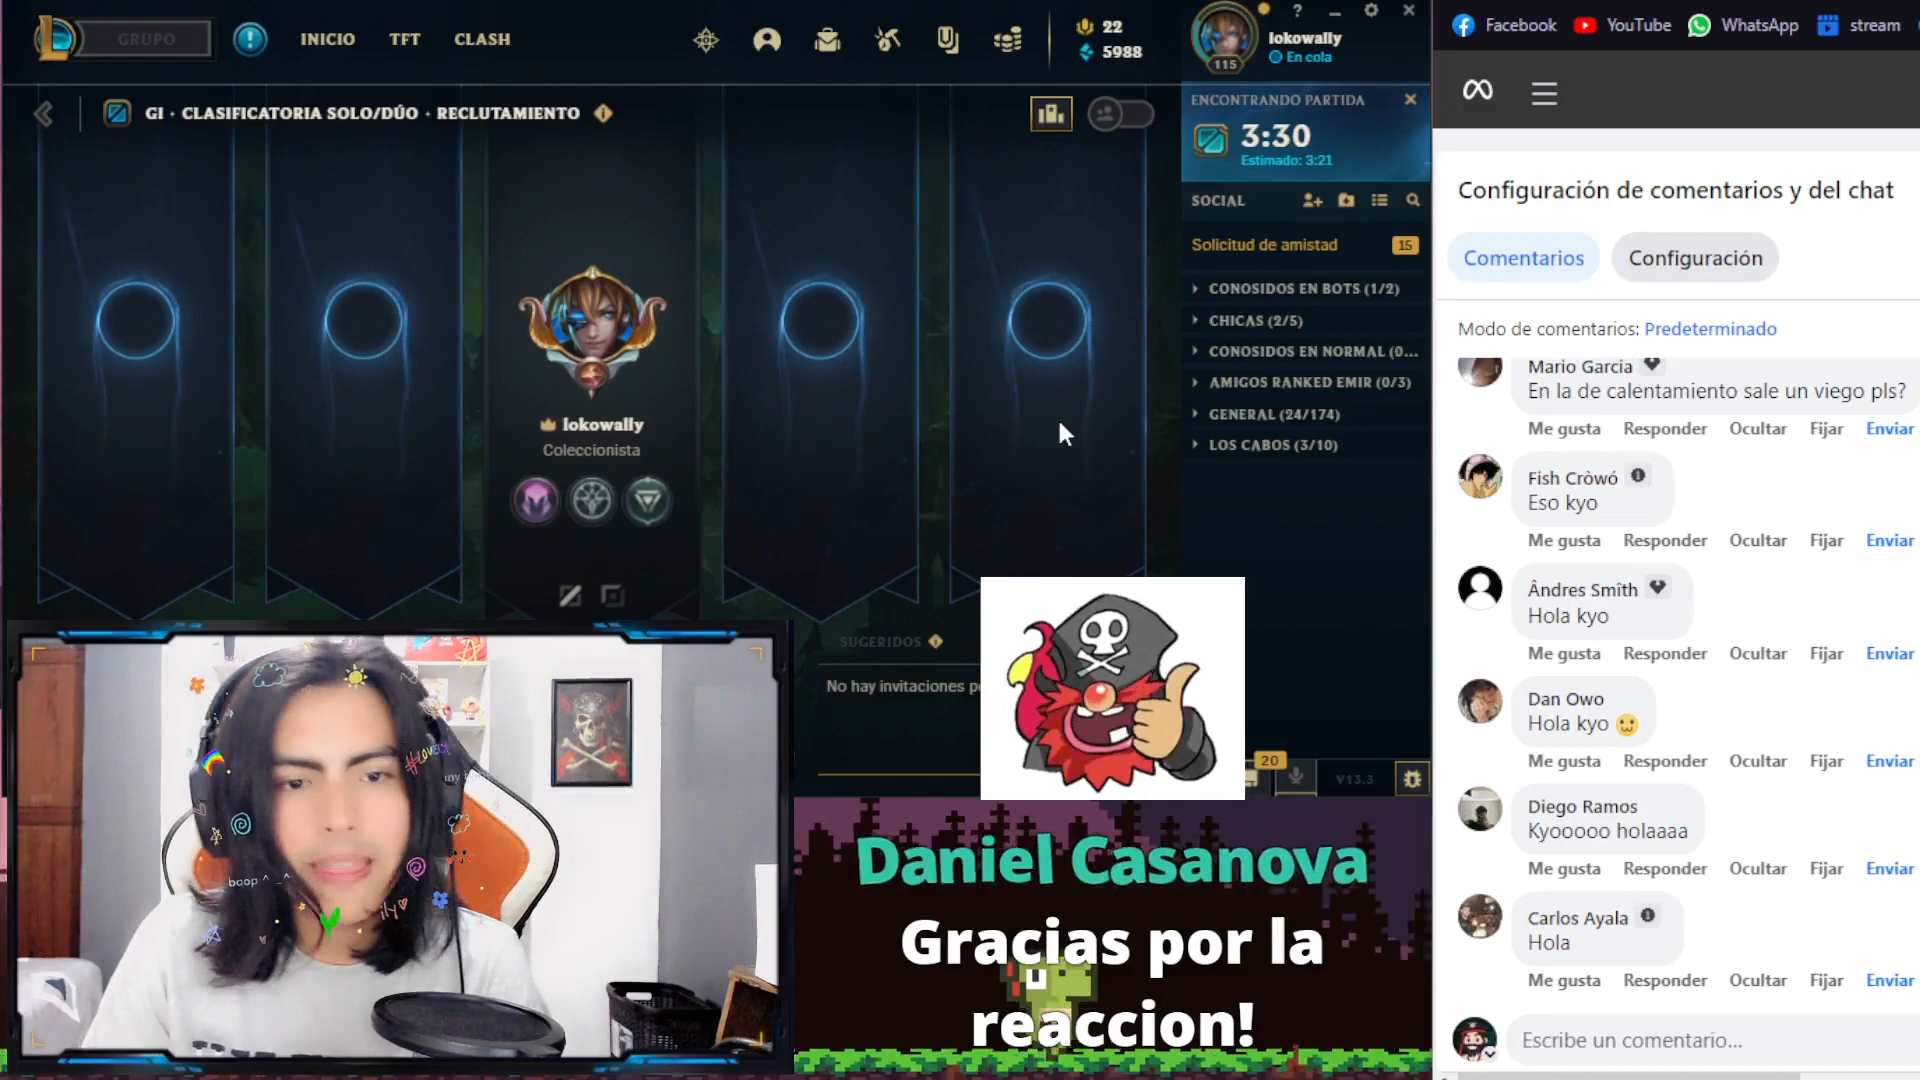 GRUPO
INICIO
TFT
CLASH
22
5988
115
lokowally
En cola
GI • CLASIFICATORIA SOLO/DÚO • RECLUTAMIENTO
ENCONTRANDO PARTIDA
3:30
Estimado: 3:21
SOCIAL
Solicitud de amistad
15
CONOSIDOS EN BOTS (1/2)
CHICAS (2/5)
CONOSIDOS EN NORMAL (0...
AMIGOS RANKED EMIR (0/3)
GENERAL (24/174)
LOS CABOS (3/10)
lokowally
Coleccionista
SUGERIDOS
No hay invitaciones
20
V13.3
#LOVELY
boop ^_^
ily
Daniel Casanova
Gracias por la
reaccion!
Facebook
YouTube
WhatsApp
stream
Configuración de comentarios y del chat
Comentarios
Configuración
Modo de comentarios: Predeterminado
Mario Garcia
En la de calentamiento sale un viego pls?
Me gusta Responder Ocultar Fijar Enviar
Fish Cròwó
Eso kyo
Me gusta Responder Ocultar Fijar Enviar
Ândres Smîth
Hola kyo
Me gusta Responder Ocultar Fijar Enviar
Dan Owo
Hola kyo
Me gusta Responder Ocultar Fijar Enviar
Diego Ramos
Kyooooo holaaaa
Me gusta Responder Ocultar Fijar Enviar
Carlos Ayala
Hola
Me gusta Responder Ocultar Fijar Enviar
Escribe un comentario...